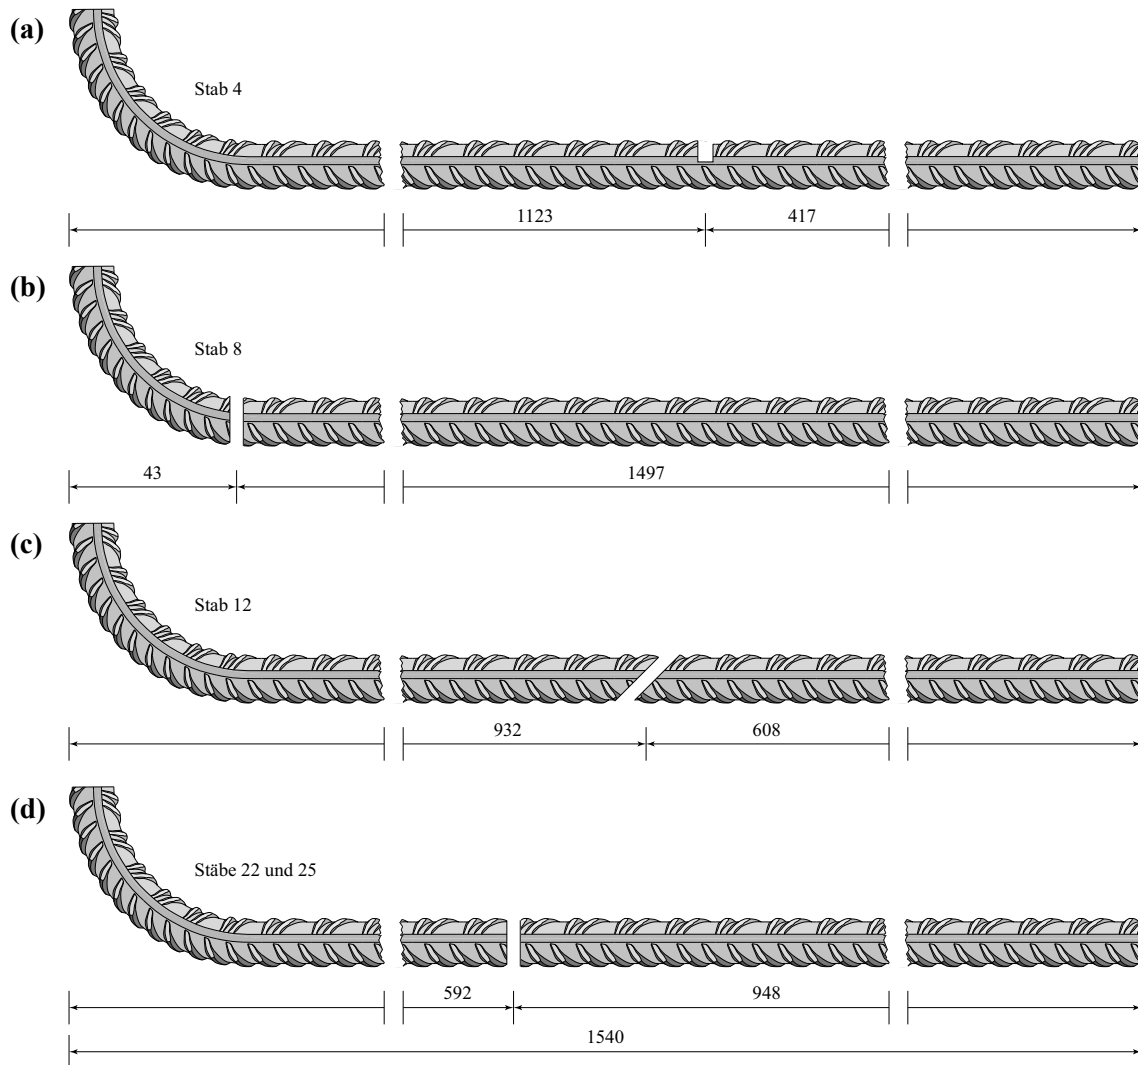 (a)
Stab 4
1123 417
(b)
Stab 8
43 1497
(c)
Stab 12
932 608
(d)
Stäbe 22 und 25
592 948
1540